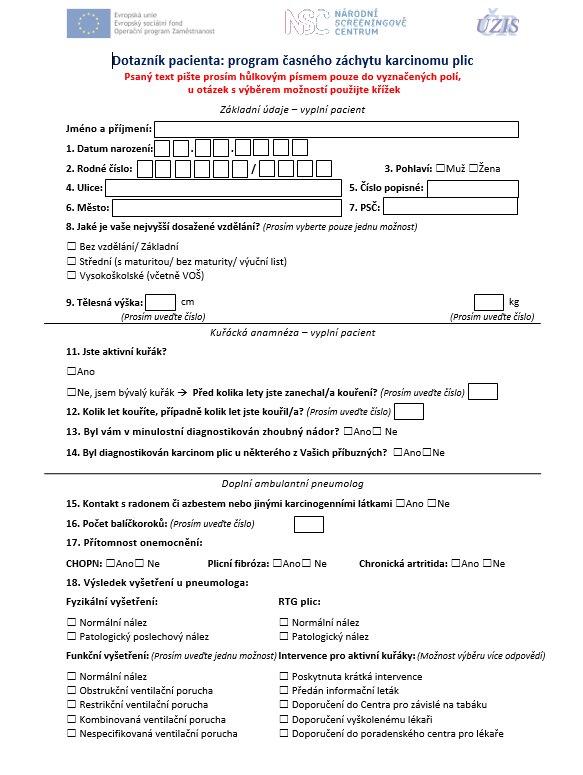 Evropská unie
Evropský sociální fond
Operační program Zaměstnanost
NSC NÁRODNÍ
SCREENINGOVÉ
CENTRUM
ÚZIS
Dotazník pacienta: program časného záchytu karcinomu plic
Psaný text pište prosím hůlkovým písmem pouze do vyznačených polí,
u otázek s výběrem možností použijte křížek
Základní údaje – vyplní pacient
Jméno a příjmení:
1. Datum narození: . .
2. Rodné číslo: / 3. Pohlaví: ☐Muž ☐Žena
4. Ulice: 5. Číslo popisné:
6. Město: 7. PSČ:
8. Jaké je vaše nejvyšší dosažené vzdělání? (Prosím vyberte pouze jednu možnost)
☐ Bez vzdělání/ Základní
☐ Střední (s maturitou/ bez maturity/ výuční list)
☐ Vysokoškolské (včetně VOŠ)
9. Tělesná výška: cm kg
(Prosím uveďte číslo) (Prosím uveďte číslo)
Kuřácká anamnéza – vyplní pacient
11. Jste aktivní kuřák?
☐Ano
☐Ne, jsem bývalý kuřák → Před kolika lety jste zanechal/a kouření? (Prosím uveďte číslo)
12. Kolik let kouříte, případně kolik let jste kouřil/a? (Prosím uveďte číslo)
13. Byl vám v minulostni diagnostikován zhoubný nádor? ☐Ano☐ Ne
14. Byl diagnostikován karcinom plic u některého z Vašich příbuzných? ☐Ano☐Ne
Doplní ambulantní pneumolog
15. Kontakt s radonem či azbestem nebo jinými karcinogenními látkami ☐Ano ☐Ne
16. Počet balíčkoroků: (Prosím uveďte číslo)
17. Přítomnost onemocnění:
CHOPN: ☐Ano☐ Ne Plicní fibróza: ☐Ano☐ Ne Chronická artritida: ☐Ano ☐Ne
18. Výsledek vyšetření u pneumologa:
Fyzikální vyšetření: RTG plic:
☐ Normální nález ☐ Normální nález
☐ Patologický poslechový nález ☐ Patologický nález
Funkční vyšetření: (Prosím uveďte jednu možnost) Intervence pro aktivní kuřáky: (Možnost výběru více odpovědí)
☐ Normální nález ☐ Poskytnuta krátká intervence
☐ Obstrukční ventilační porucha ☐ Předán informační leták
☐ Restrikční ventilační porucha ☐ Doporučení do Centra pro závislé na tabáku
☐ Kombinovaná ventilační porucha ☐ Doporučení vyškolenému lékaři
☐ Nespecifikovaná ventilační porucha ☐ Doporučení do poradenského centra pro lékaře